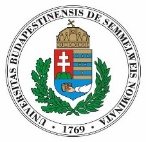 UNIVERSITAS BUDAPESTINENSIS DE SEMMELWEIS NOMINATA
· 1769 ·